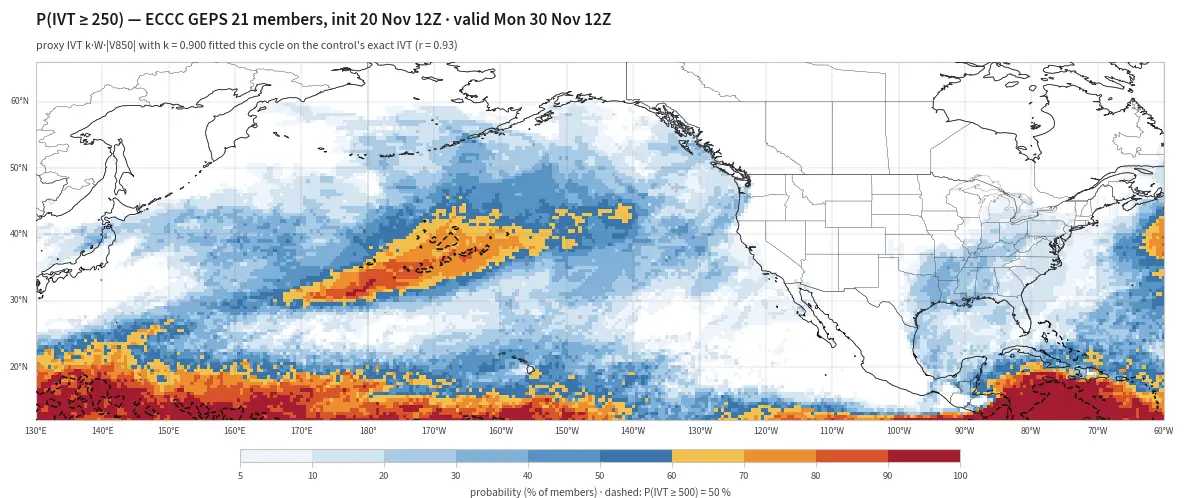 P(IVT ≥ 250) — ECCC GEPS 21 members, init 20 Nov 12Z · valid Mon 30 Nov 12Z
proxy IVT k·W·|V850| with k = 0.900 fitted this cycle on the control's exact IVT (r = 0.93)
60°N
50°N
40°N
30°N
20°N
130°E 140°E 150°E 160°E 170°E 180° 170°W 160°W 150°W 140°W 130°W 120°W 110°W 100°W 90°W 80°W 70°W 60°W
5 10 20 30 40 50 60 70 80 90 100
probability (% of members) · dashed: P(IVT ≥ 500) = 50 %